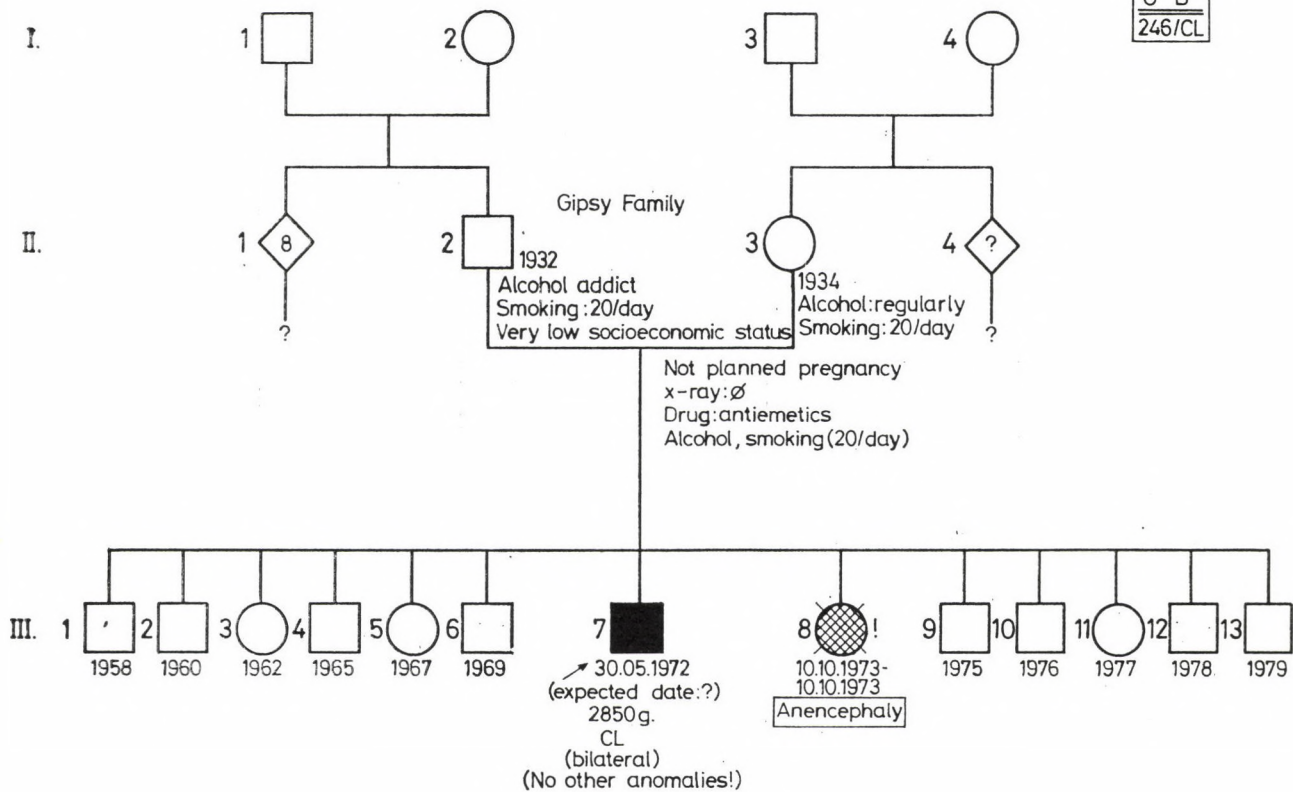 246/CL
I.
1
2
3
4
Gipsy Family
II.
1
8
2
3
4
?
1932
Alcohol addict
Smoking:20/day
Very low socioeconomic status
1934
Alcohol:regularly
Smoking:20/day
?
?
Not planned pregnancy
x-ray:Ø
Drug:antiemetics
Alcohol, smoking(20/day)
III.
1
2
3
4
5
6
7
8
!
9
10
11
12
13
1958
1960
1962
1965
1967
1969
30.05.1972
(expected date:?)
2850g.
CL
(bilateral)
(No other anomalies!)
10.10.1973-
10.10.1973
Anencephaly
1975
1976
1977
1978
1979